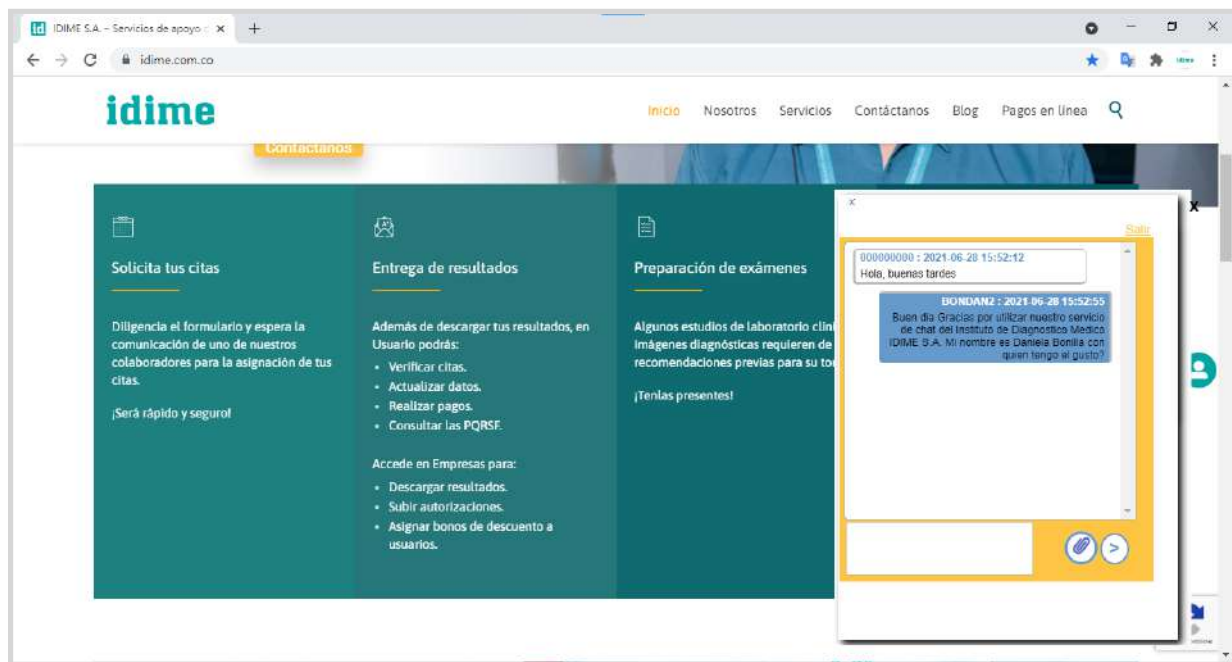 IDIME S.A. – Servicios de apoyo
idime.com.co
idime
Inicio Nosotros Servicios Contáctanos Blog Pagos en línea
Contáctanos
Solicita tus citas
Diligencia el formulario y espera la
comunicación de uno de nuestros
colaboradores para la asignación de tus
citas.
¡Será rápido y seguro!
Entrega de resultados
Además de descargar tus resultados, en
Usuario podrás:
• Verificar citas.
• Actualizar datos.
• Realizar pagos.
• Consultar las PQRSF.
Accede en Empresas para:
• Descargar resultados.
• Subir autorizaciones.
• Asignar bonos de descuento a
usuarios.
Preparación de exámenes
Algunos estudios de laboratorio clíni
imágenes diagnósticas requieren de
recomendaciones previas para su to
¡Tenlas presentes!
x
X
Salir
000000000 : 2021-06-28 15:52:12
Hola, buenas tardes
BONDAN2 : 2021-06-28 15:52:55
Buen dia Gracias por utilizar nuestro servicio
de chat del Instituto de Diagnostico Medico
IDIME S.A. Mi nombre es Daniela Bonilla con
quien tengo el gusto?
>